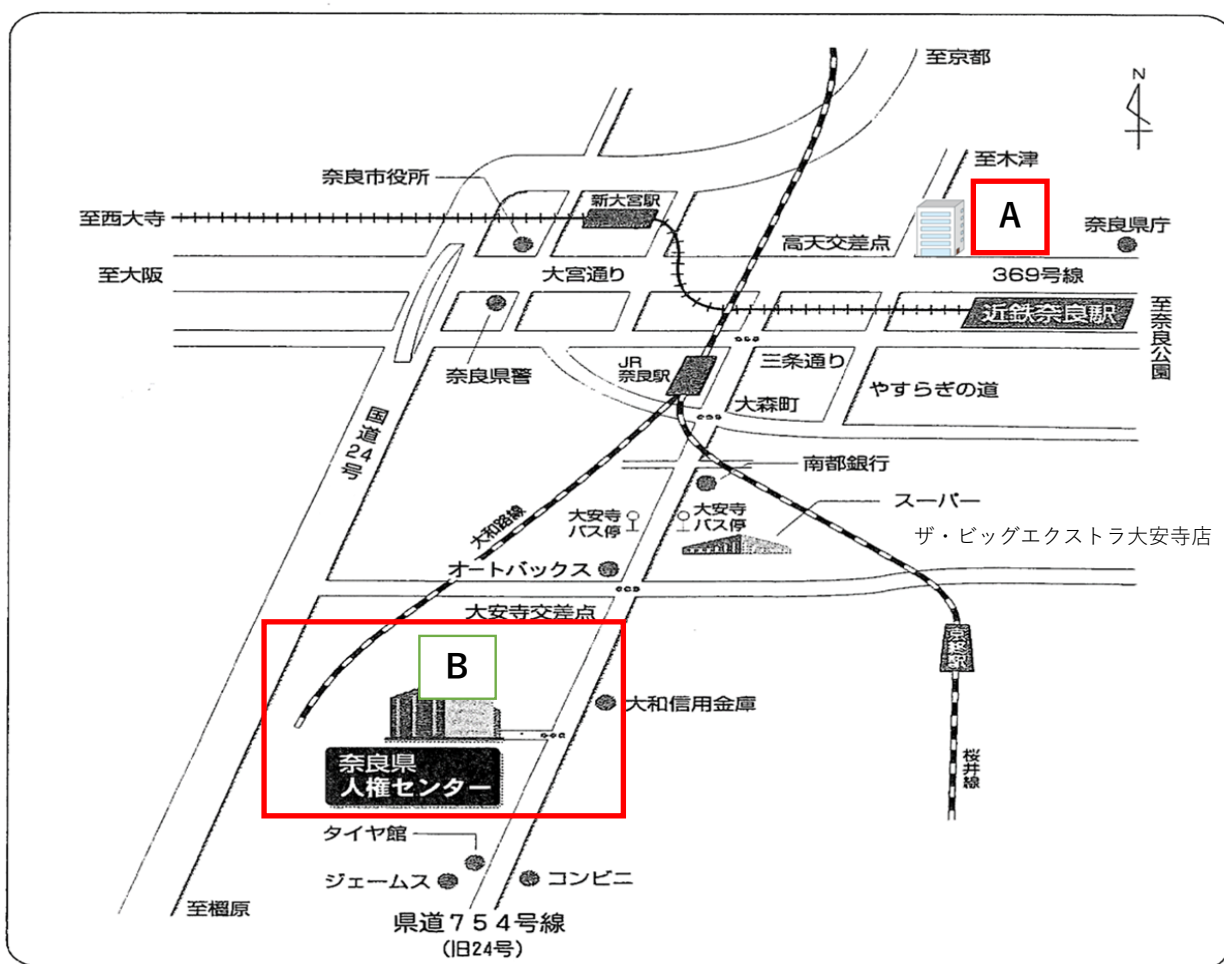 至京都
N
至木津
奈良市役所
新大宮駅
A
至西大寺
高天交差点
奈良県庁
至大阪
大宮通り
369号線
近鉄奈良駅
至奈良公園
奈良県警
JR
奈良駅
三条通り
大森町
やすらぎの道
国道24号
南都銀行
スーパー
大安寺
バス停
大安寺
バス停
大和路線
ザ・ビッグエクストラ大安寺店
オートバックス
大安寺交差点
京終駅
B
大和信用金庫
奈良県
人権センター
桜井線
タイヤ館
ジェームス
コンビニ
至橿原
県道754号線
(旧24号)